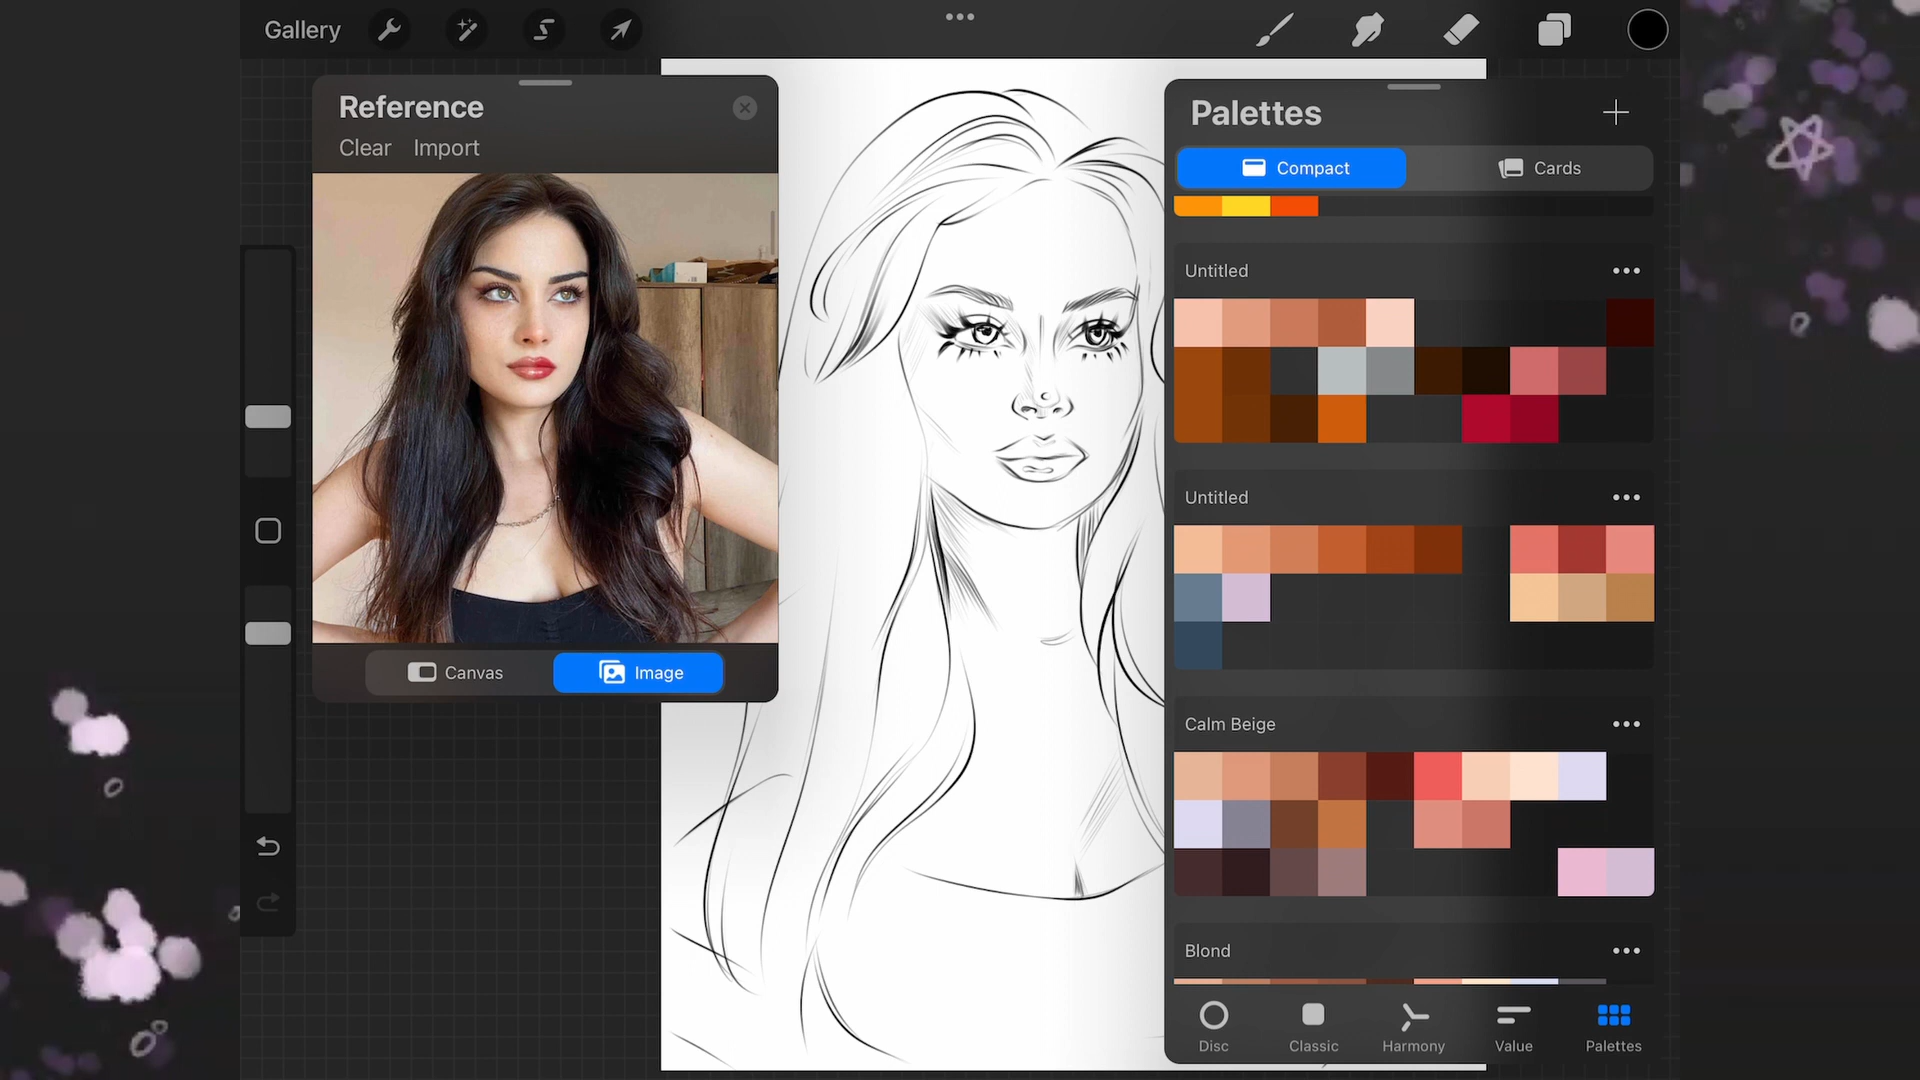 Gallery
Reference
Clear Import
Canvas Image
Palettes
Compact Cards
Untitled
Untitled
Calm Beige
Blond
Disc Classic Harmony Value Palettes